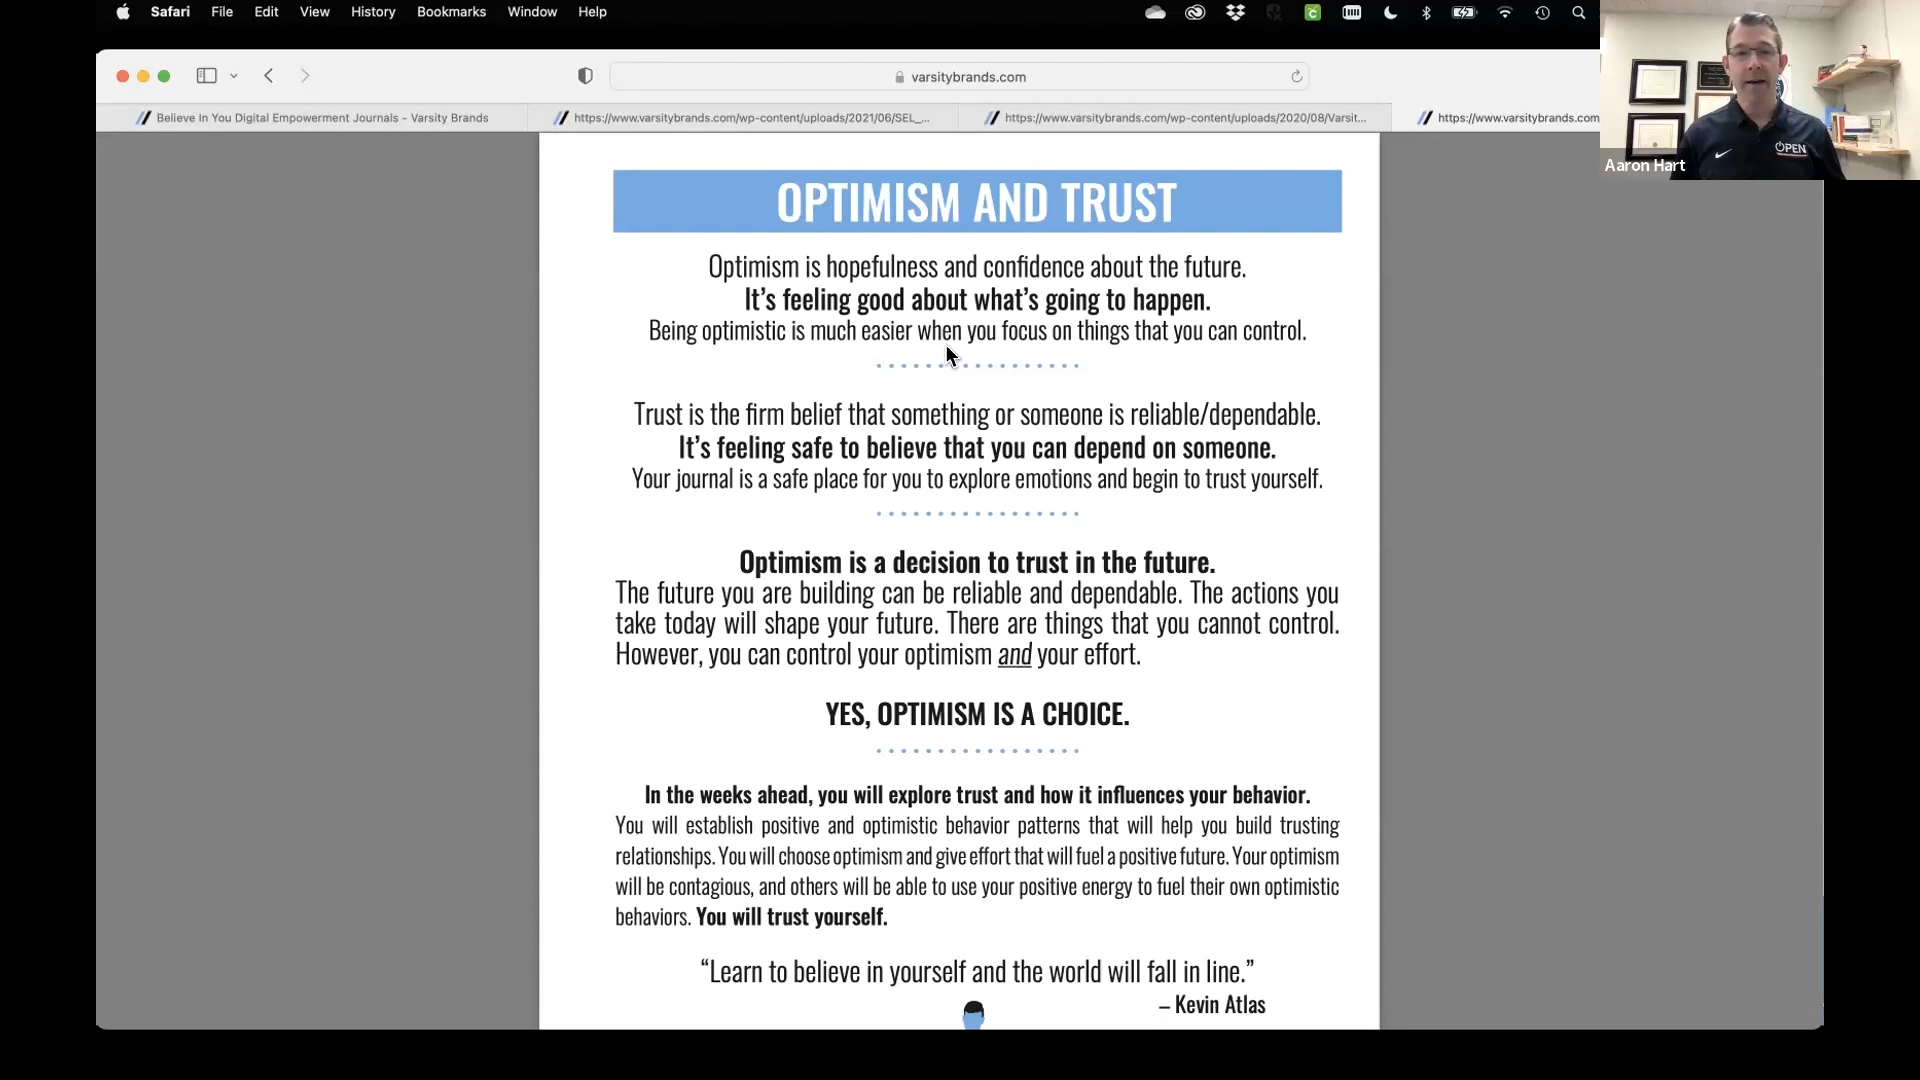 Safari File Edit View History Bookmarks Window Help
varsitybrands.com
Believe In You Digital Empowerment Journals - Varsity Brands
https://www.varsitybrands.com/wp-content/uploads/2021/06/SEL_...
https://www.varsitybrands.com/wp-content/uploads/2020/08/Varsit...
https://www.varsitybrands.com
OPEN
Aaron Hart
OPTIMISM AND TRUST
Optimism is hopefulness and confidence about the future.
It’s feeling good about what’s going to happen.
Being optimistic is much easier when you focus on things that you can control.
Trust is the firm belief that something or someone is reliable/dependable.
It’s feeling safe to believe that you can depend on someone.
Your journal is a safe place for you to explore emotions and begin to trust yourself.
Optimism is a decision to trust in the future.
The future you are building can be reliable and dependable. The actions you
take today will shape your future. There are things that you cannot control.
However, you can control your optimism and your effort.
YES, OPTIMISM IS A CHOICE.
In the weeks ahead, you will explore trust and how it influences your behavior.
You will establish positive and optimistic behavior patterns that will help you build trusting
relationships. You will choose optimism and give effort that will fuel a positive future. Your optimism
will be contagious, and others will be able to use your positive energy to fuel their own optimistic
behaviors. You will trust yourself.
“Learn to believe in yourself and the world will fall in line.”
– Kevin Atlas